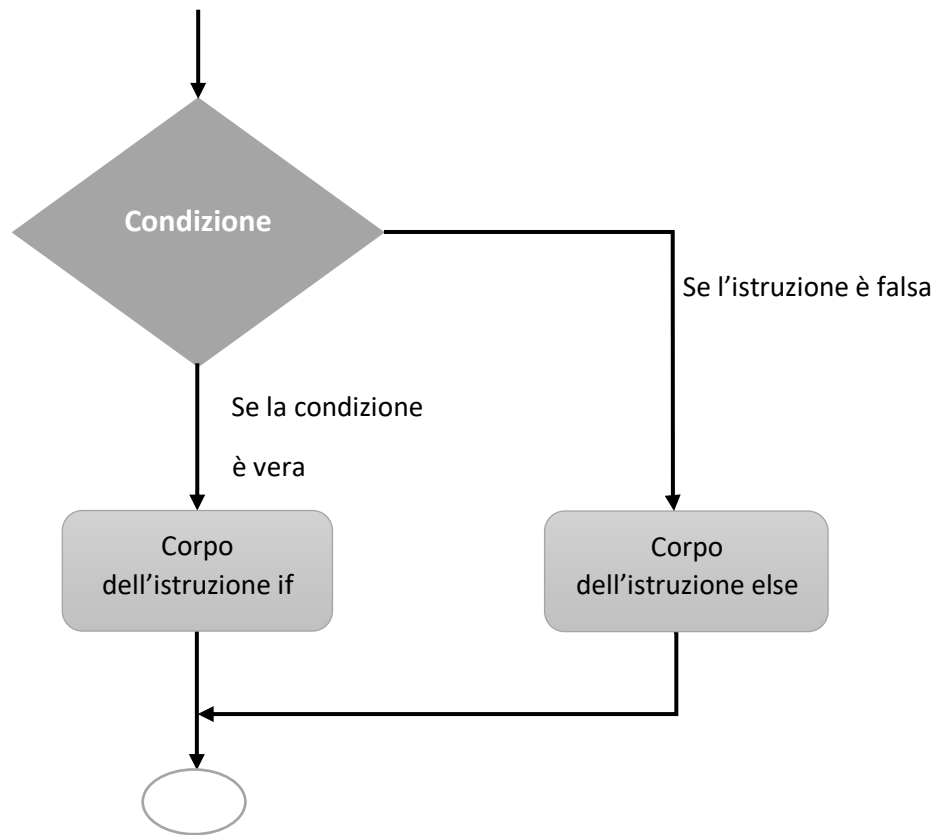 Condizione
Se l’istruzione è falsa
Se la condizione
è vera
Corpo
dell’istruzione if
Corpo
dell’istruzione else